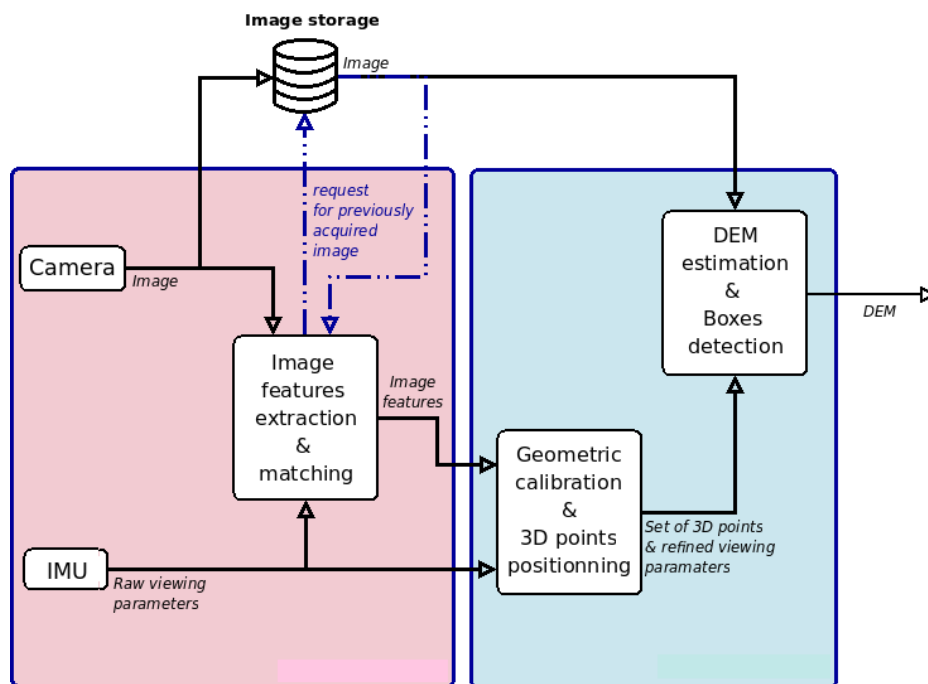 Image storage
Image
request
for previously
acquired
image
Camera
Image
DEM
estimation
&
Boxes
detection
DEM
Image
features
extraction
&
matching
Image
features
Geometric
calibration
&
3D points
positionning
Set of 3D points
& refined viewing
paramaters
IMU
Raw viewing
parameters